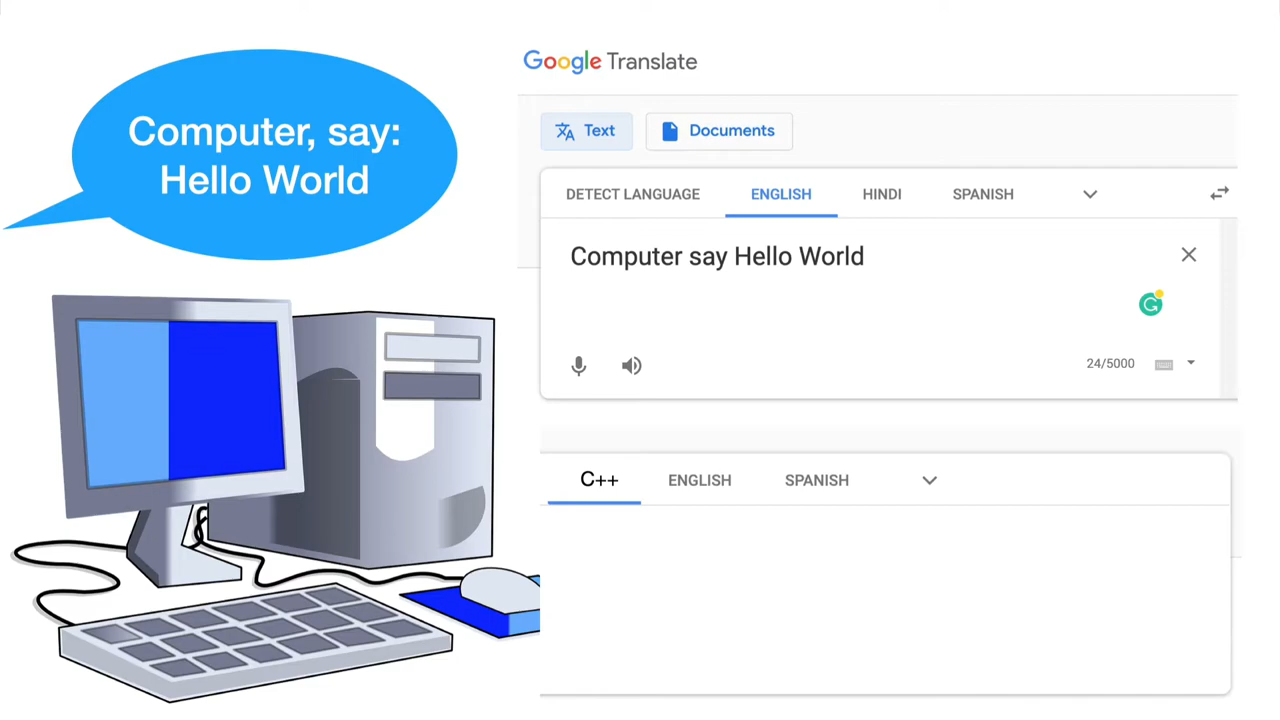 Computer, say:
Hello World
Google Translate
Text
Documents
DETECT LANGUAGE
ENGLISH
HINDI
SPANISH
Computer say Hello World
24/5000
C++
ENGLISH
SPANISH